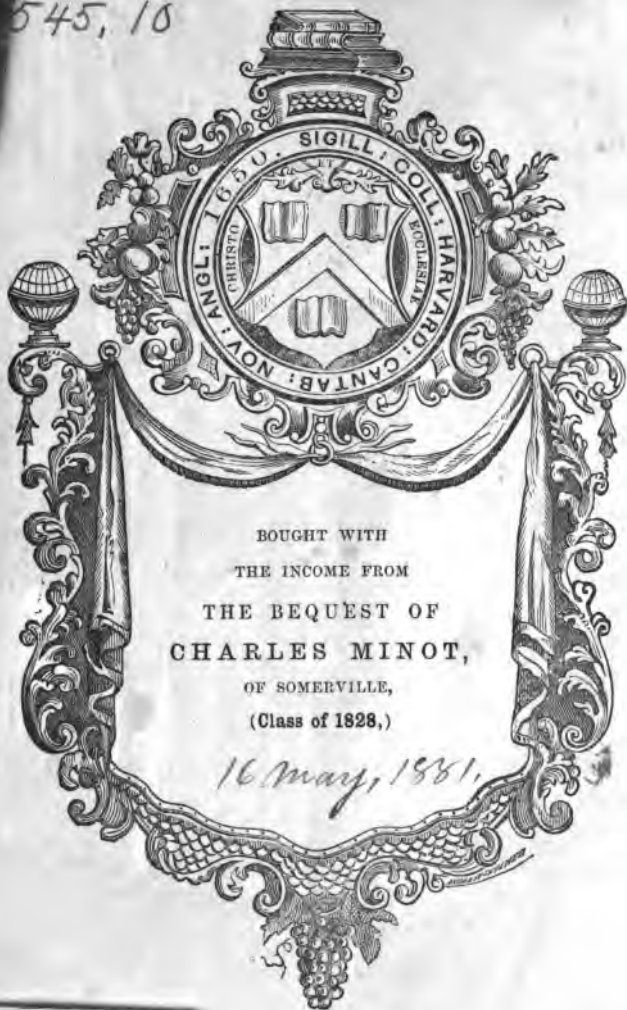 545, 10
SIGILL : COLL : HARVARD : CANTAB : NOV : ANGL : 1650.
ET
CHRISTO
ECCLESIAE
BOUGHT WITH
THE INCOME FROM
THE BEQUEST OF
CHARLES MINOT,
OF SOMERVILLE,
(Class of 1828,)
16 May, 1881.